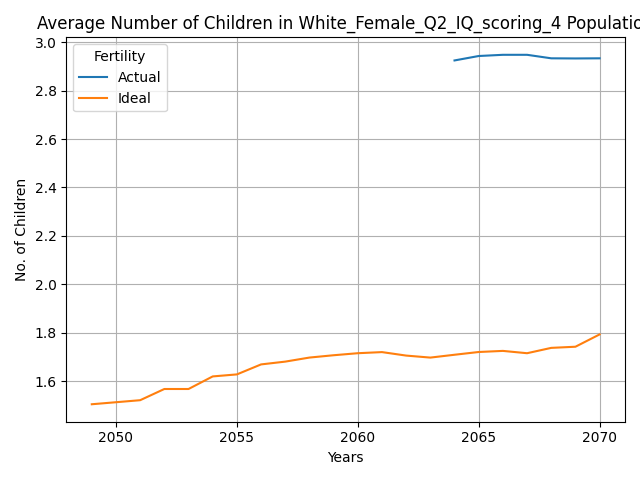 Average Number of Children in White_Female_Q2_IQ_scoring_4 Populatio
No. of Children
3.0
2.8
2.6
2.4
2.2
2.0
1.8
1.6
Fertility
Actual
Ideal
2050 2055 2060 2065 2070
Years